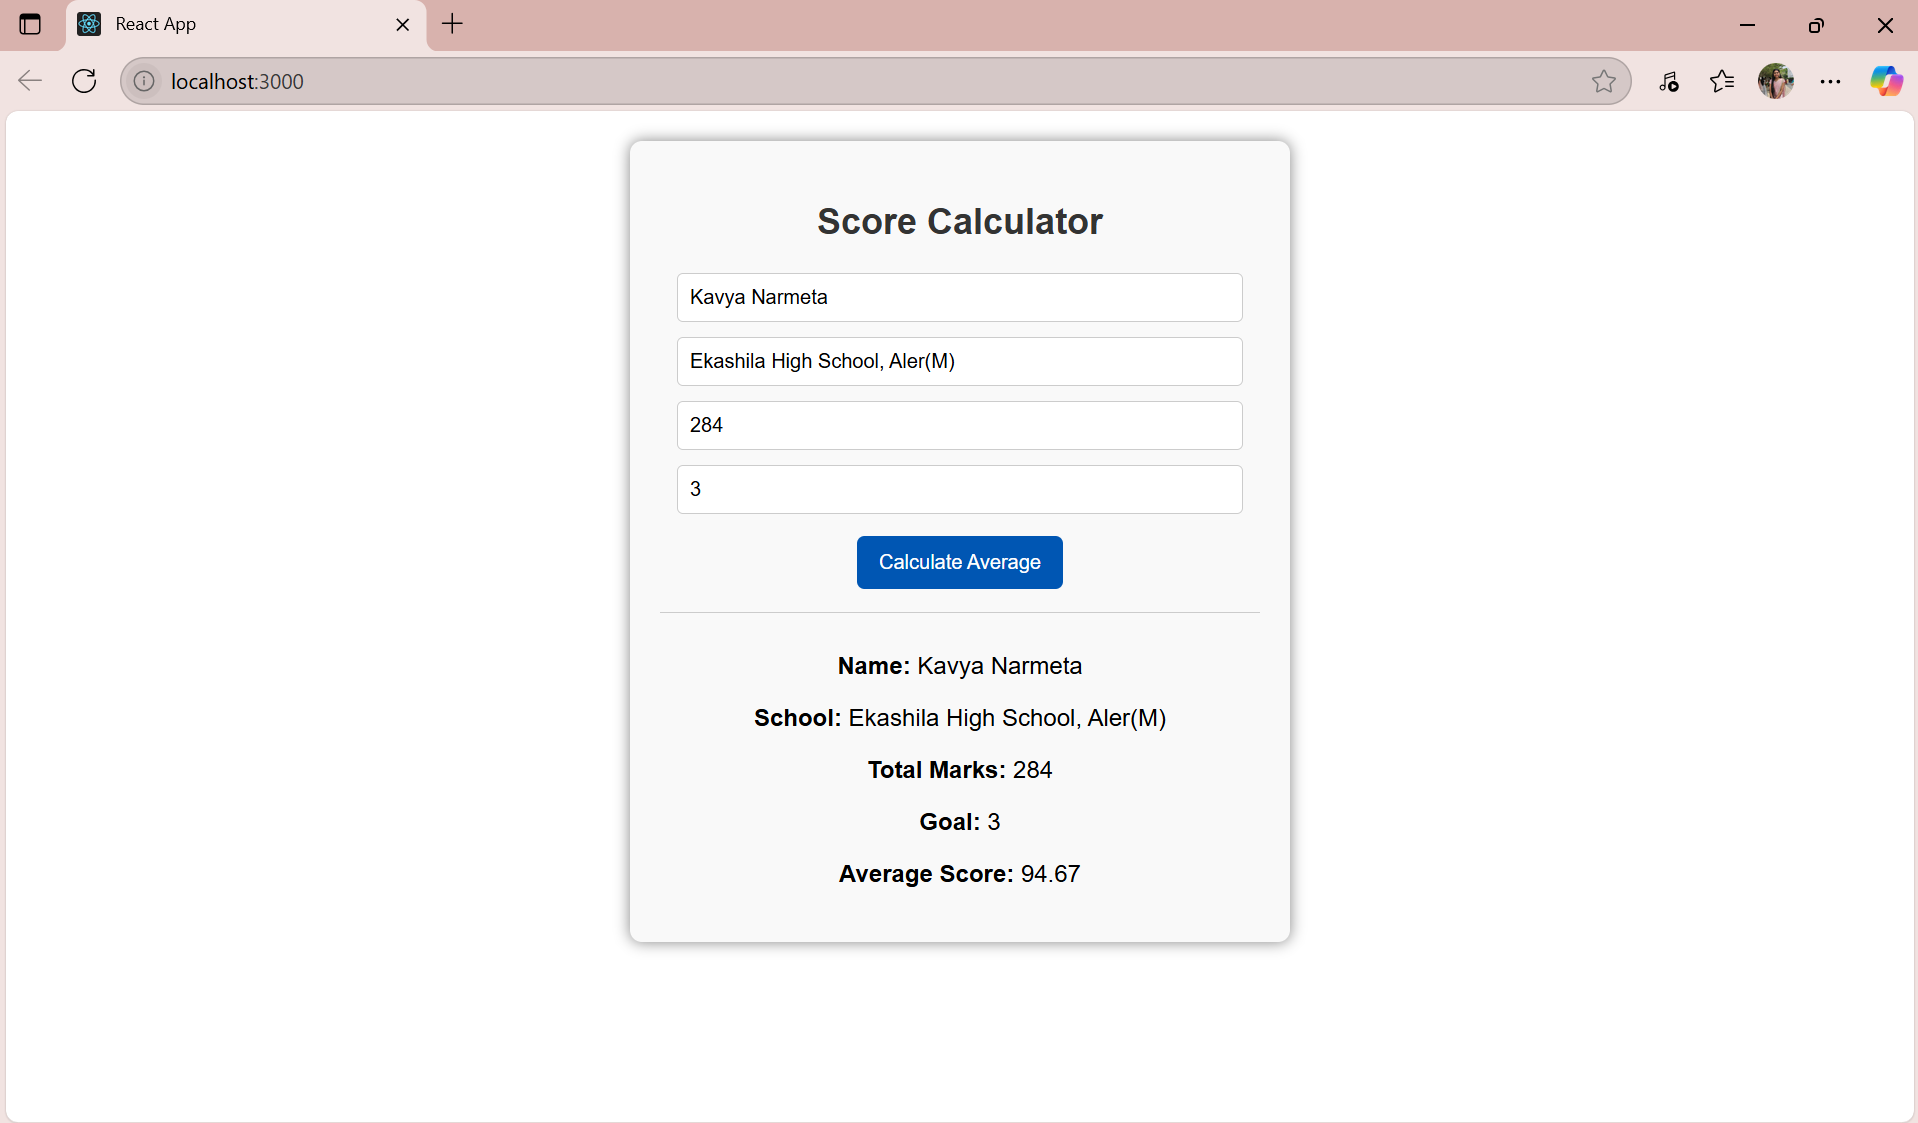 React App
localhost:3000
Score Calculator
Kavya Narmeta
Ekashila High School, Aler(M)
284
3
Calculate Average
Name: Kavya Narmeta
School: Ekashila High School, Aler(M)
Total Marks: 284
Goal: 3
Average Score: 94.67